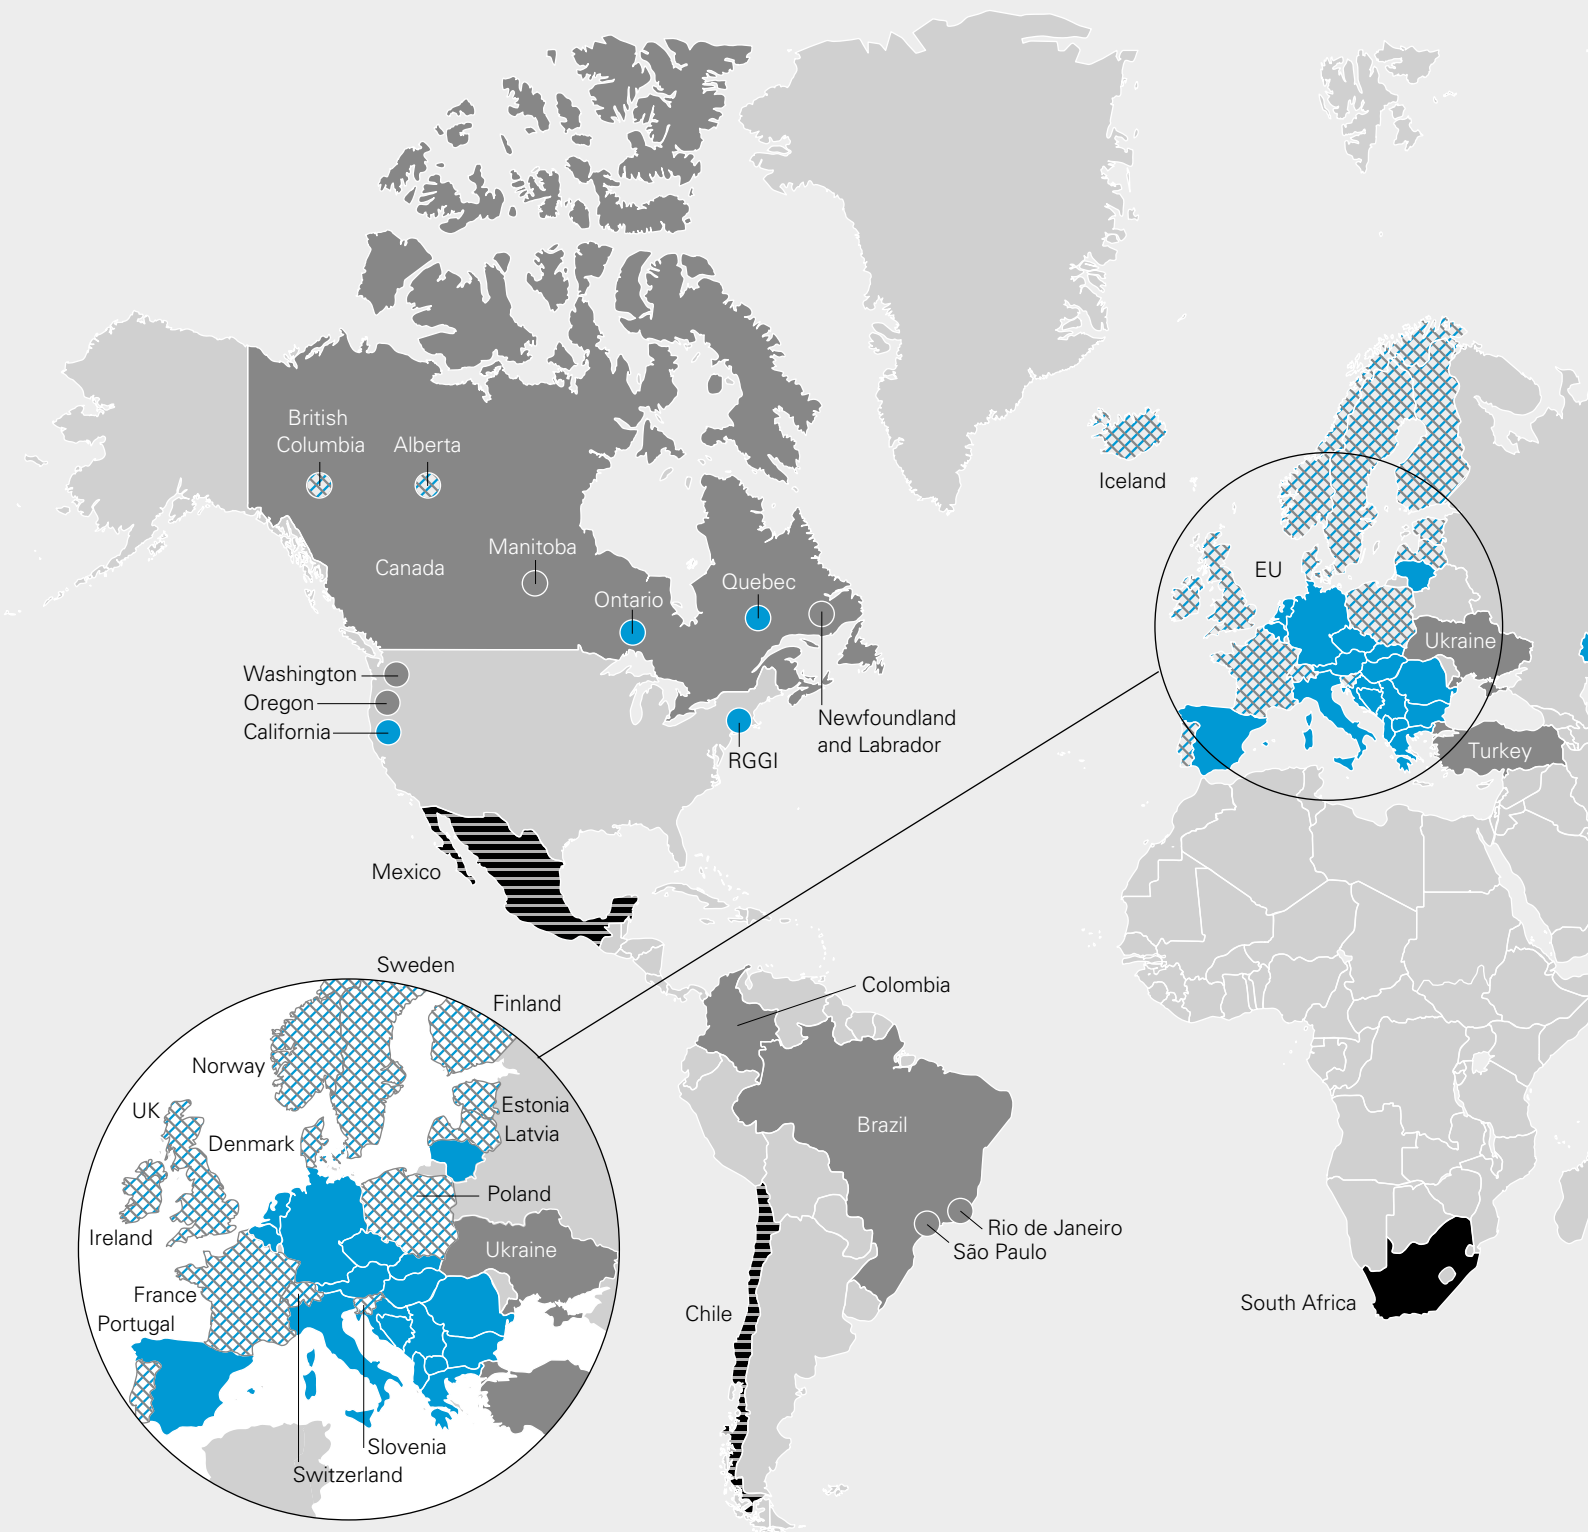 British
Columbia
Alberta
Iceland
Manitoba
Canada
EU
Quebec
Ontario
Ukraine
Washington
Oregon
California
Newfoundland
and Labrador
RGGI
Turkey
Mexico
Sweden
Colombia
Finland
Norway
UK
Estonia
Brazil
Latvia
Denmark
Poland
Ireland
Ukraine
Rio de Janeiro
São Paulo
France
South Africa
Chile
Portugal
Slovenia
Switzerland